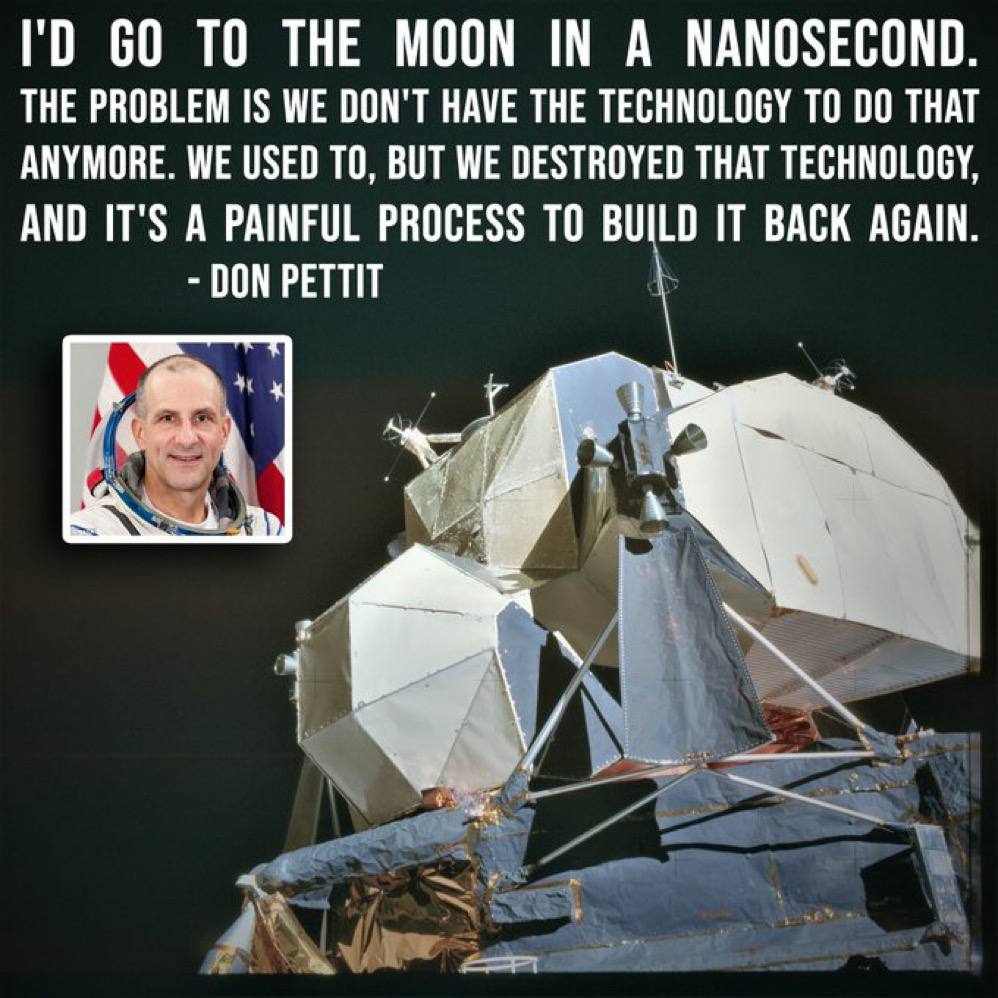 I'D GO TO THE MOON IN A NANOSECOND.
THE PROBLEM IS WE DON'T HAVE THE TECHNOLOGY TO DO THAT
ANYMORE. WE USED TO, BUT WE DESTROYED THAT TECHNOLOGY,
AND IT'S A PAINFUL PROCESS TO BUILD IT BACK AGAIN.
- DON PETTIT